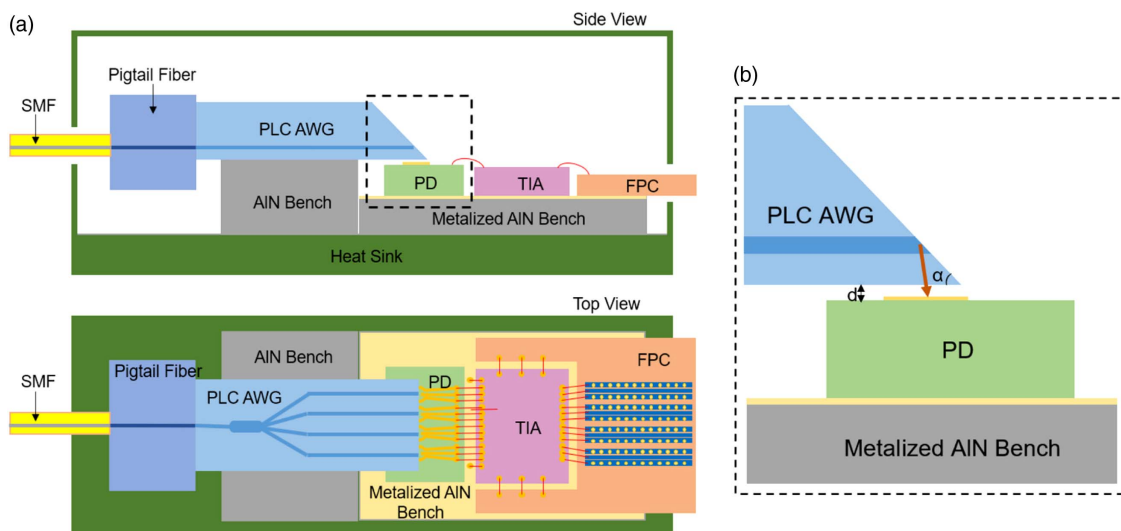 (a)
Side View
Pigtail Fiber
SMF
PLC AWG
PD
TIA
FPC
AlN Bench
Metalized AlN Bench
Heat Sink
Top View
AlN Bench
FPC
Pigtail Fiber
PD
SMF
PLC AWG
TIA
Metalized AlN
Bench
(b)
PLC AWG
α
d
PD
Metalized AlN Bench